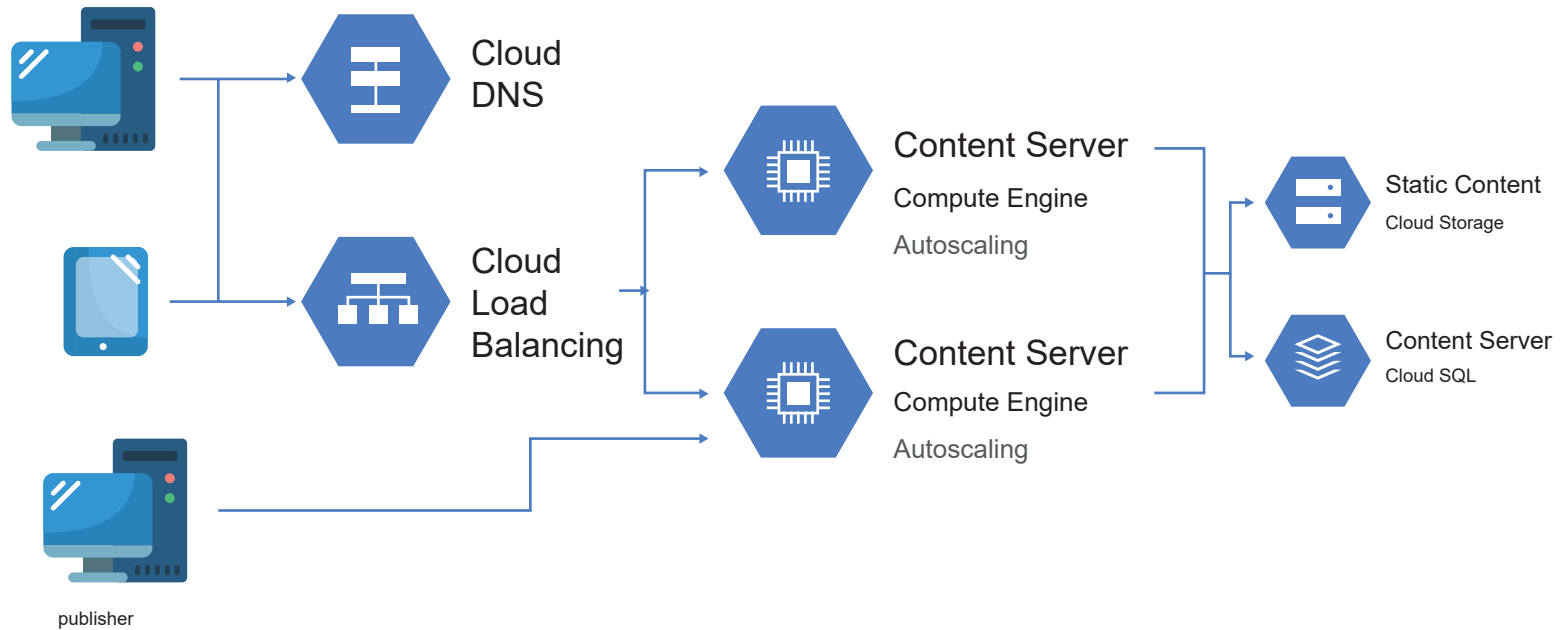 Cloud
DNS
Cloud
Load
Balancing
Content Server
Compute Engine
Autoscaling
Content Server
Compute Engine
Autoscaling
Static Content
Cloud Storage
Content Server
Cloud SQL
publisher